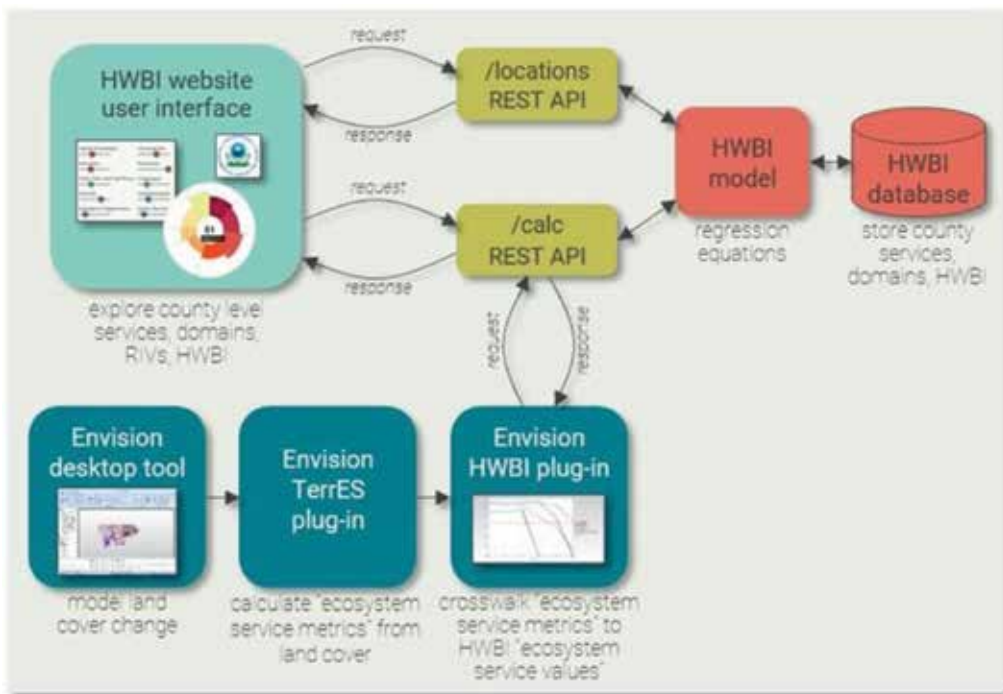 HWBI website
user interface
explore county level
services, domains,
RIVs, HWBI
request
response
request
response
/locations
REST API
/calc
REST API
HWBI
model
regression
equations
HWBI
database
store county
services,
domains, HWBI
request
response
Envision
desktop tool
model land
cover change
Envision
TerrES
plug-in
calculate "ecosystem
service metrics" from
land cover
Envision
HWBI plug-in
crosswalk "ecosystem
service metrics" to
HWBI "ecosystem
service values"